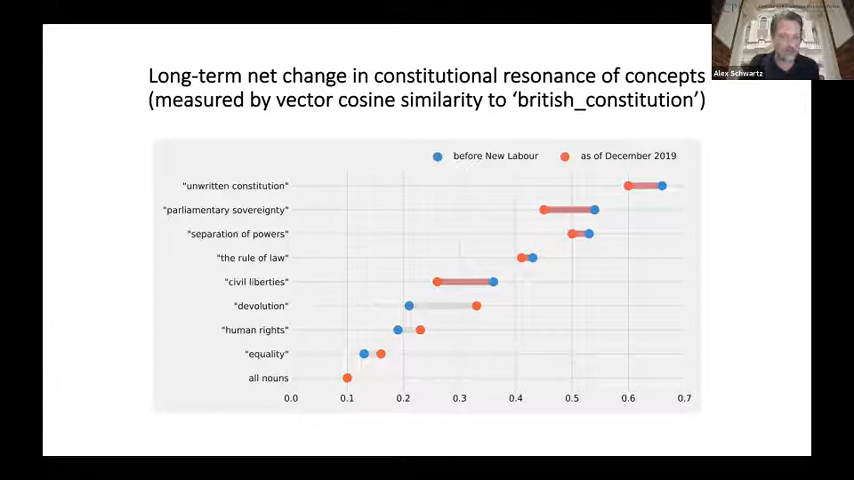 Long-term net change in constitutional resonance of concepts
(measured by vector cosine similarity to ‘british_constitution’)
Alex Schwartz
before New Labour
as of December 2019
"unwritten constitution"
"parliamentary sovereignty"
"separation of powers"
"the rule of law"
"civil liberties"
"devolution"
"human rights"
"equality"
all nouns
0.0 0.1 0.2 0.3 0.4 0.5 0.6 0.7